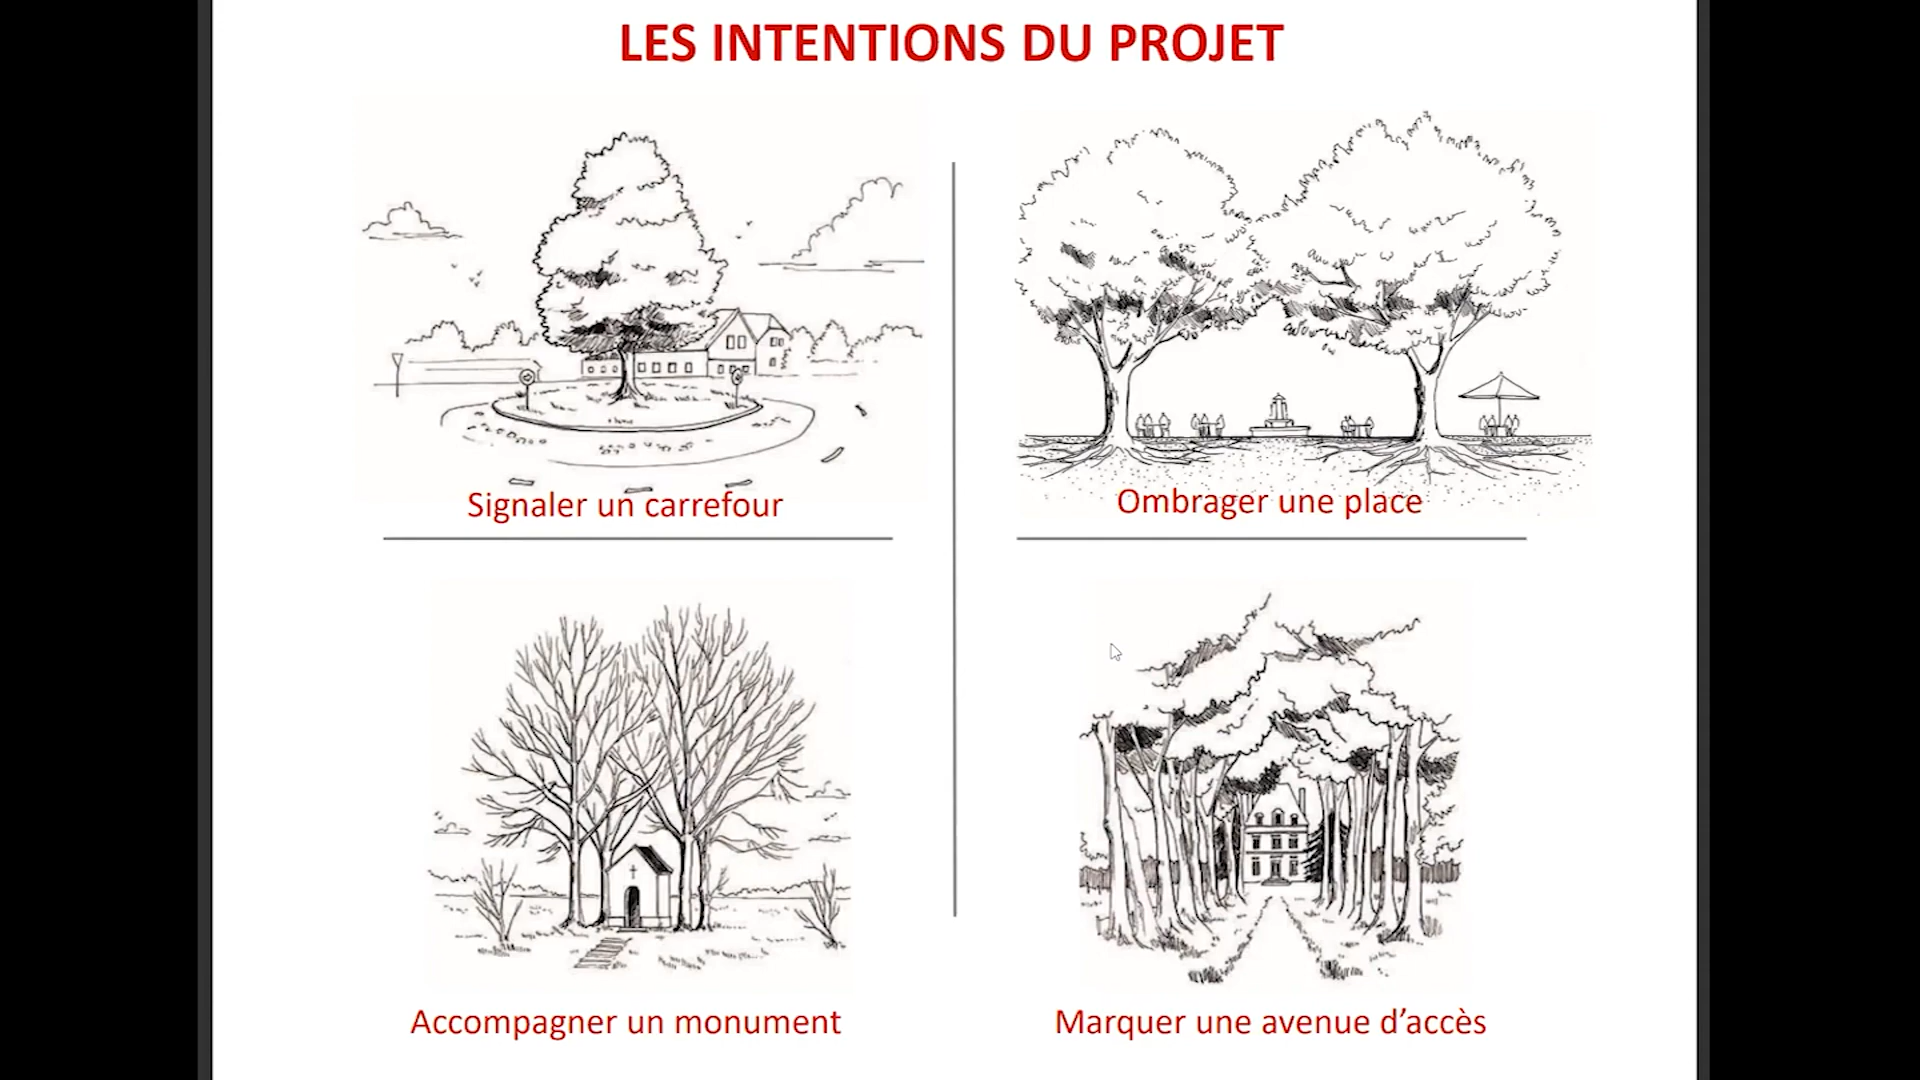 LES INTENTIONS DU PROJET
Signaler un carrefour
Ombrager une place
Accompagner un monument
Marquer une avenue d’accès